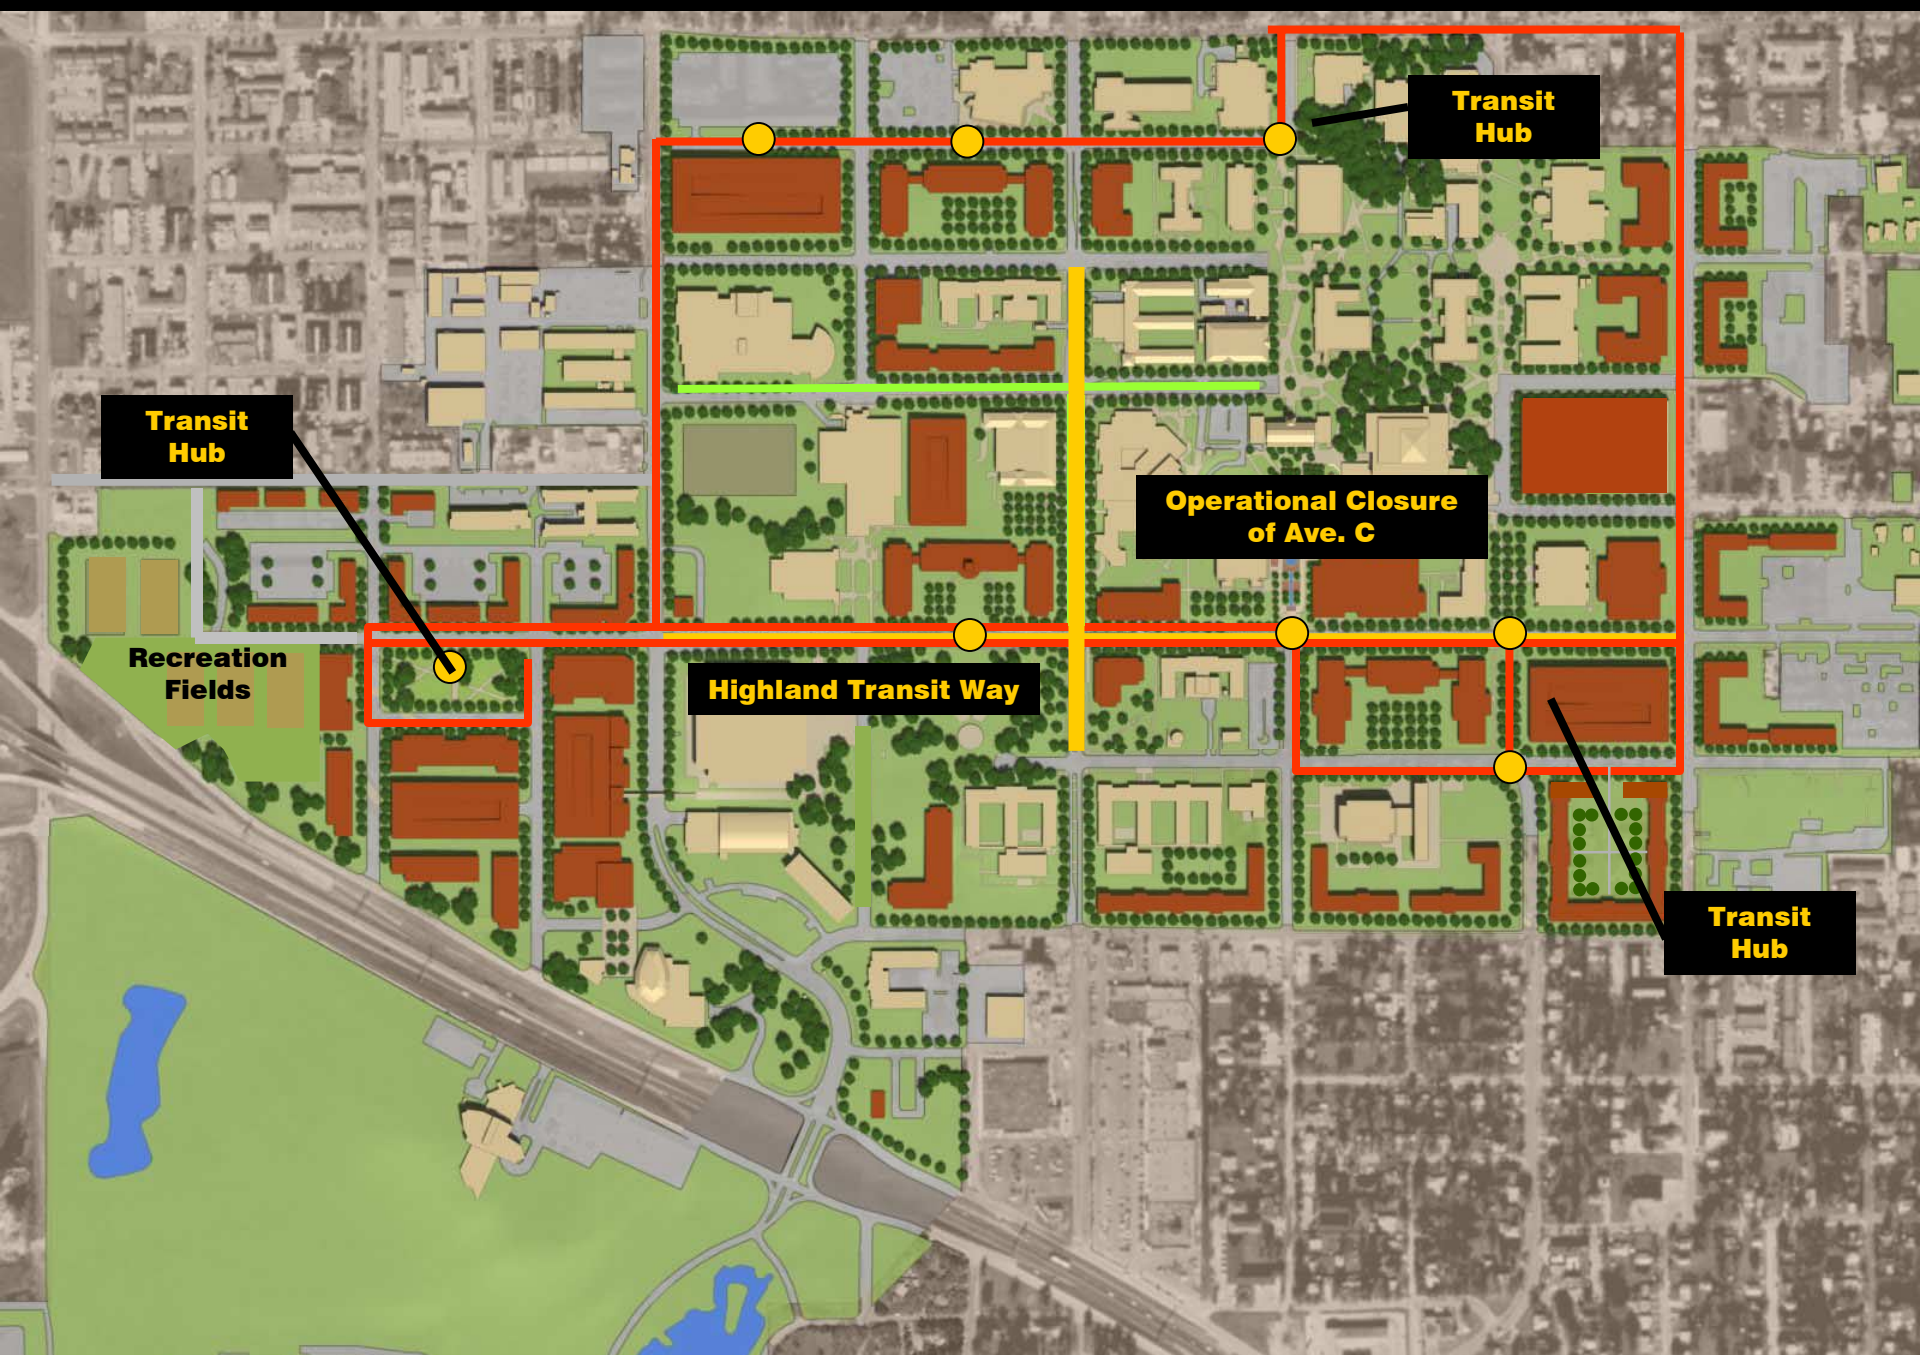 Transit
Hub
Transit
Hub
Operational Closure
of Ave. C
Recreation
Fields
Highland Transit Way
Transit
Hub